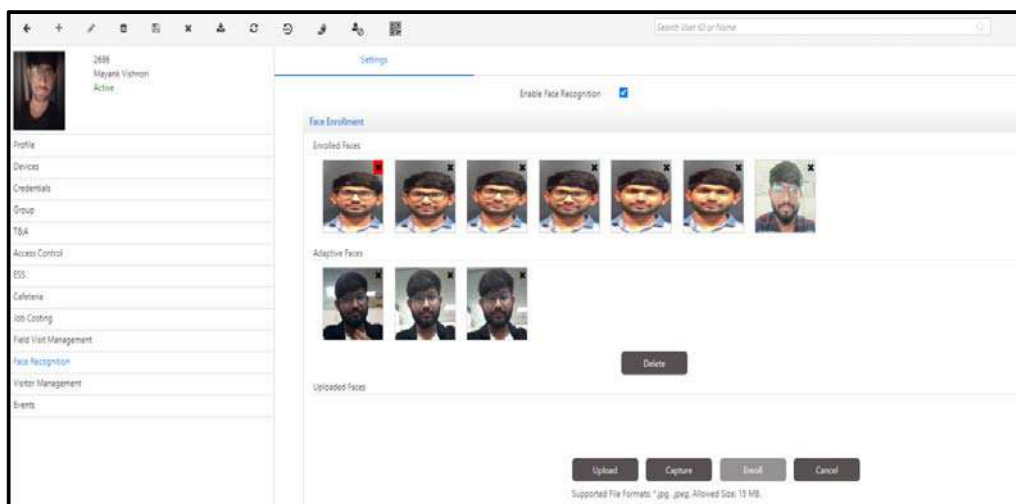 Search User ID or Name
2686
Mayank Vishnoi
Active
Settings
Enable Face Recognition
Face Enrollment
Enrolled Faces
Profile
Devices
Credentials
Group
T&A
Access Control
ESS
Cafeteria
Job Costing
Field Visit Management
Face Recognition
Visitor Management
Events
Adaptive Faces
Delete
Uploaded Faces
Upload
Capture
Enroll
Cancel
Supported File Formats: *.jpg, .jpeg. Allowed Size: 15 MB.